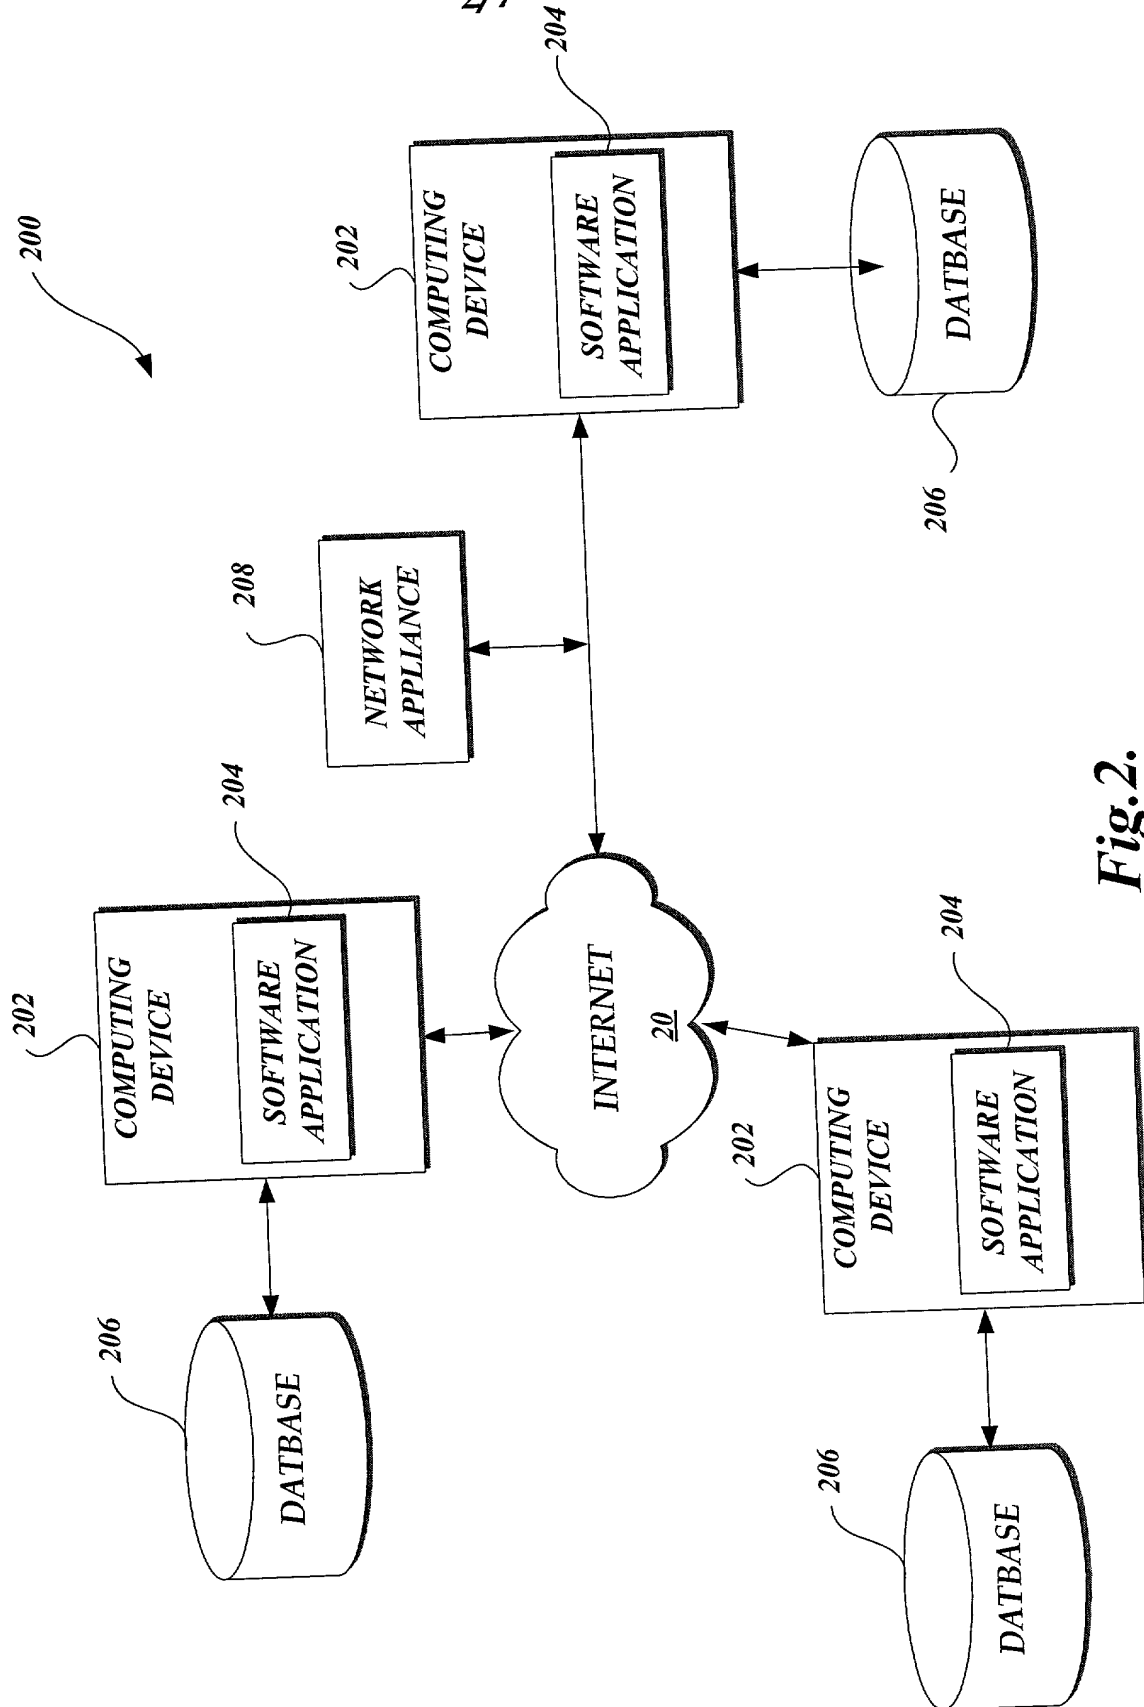 200
202
COMPUTING
DEVICE
204
SOFTWARE
APPLICATION
206
DATBASE
208
NETWORK
APPLIANCE
202
COMPUTING
DEVICE
204
SOFTWARE
APPLICATION
206
DATBASE
INTERNET
20
202
COMPUTING
DEVICE
204
SOFTWARE
APPLICATION
206
DATBASE
Fig.2.